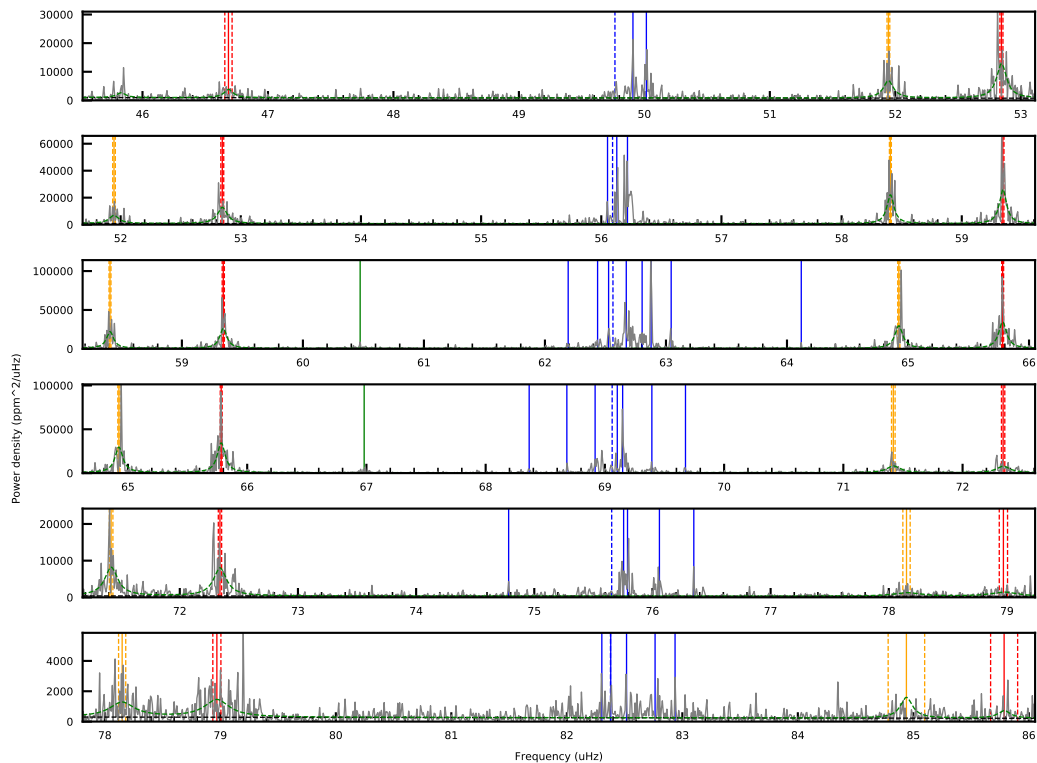 30000
20000
10000
0
46 47 48 49 50 51 52 53
60000
40000
20000
0
52 53 54 55 56 57 58 59
100000
50000
0
59 60 61 62 63 64 65 66
Power density (ppm^2/uHz)
100000
50000
0
65 66 67 68 69 70 71 72
20000
10000
0
72 73 74 75 76 77 78 79
4000
2000
0
78 79 80 81 82 83 84 85 86
Frequency (uHz)